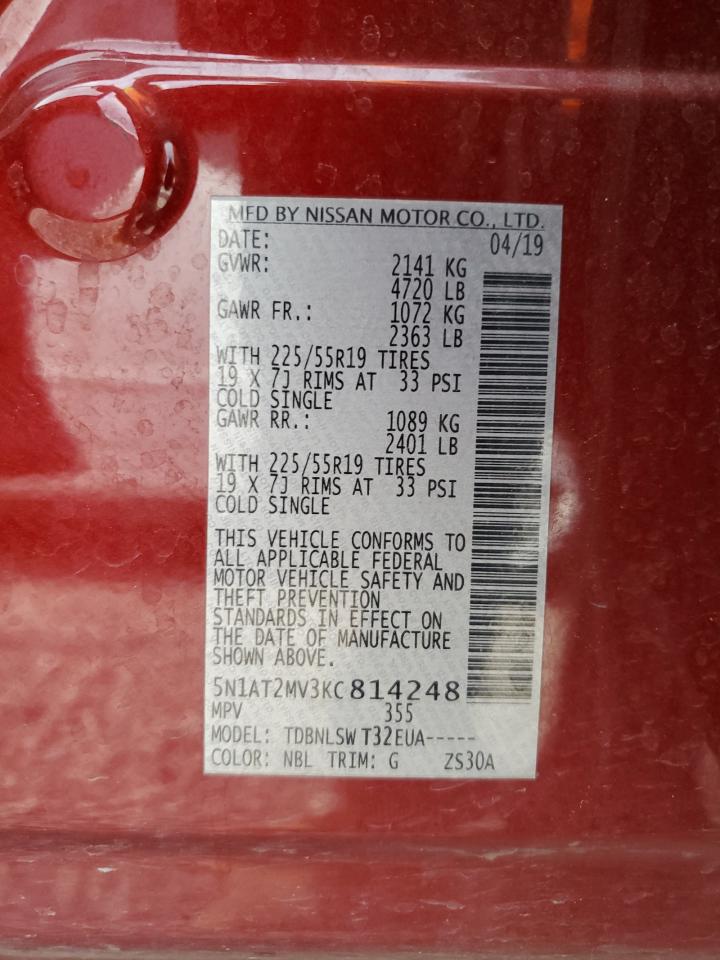 MFD BY NISSAN MOTOR CO., LTD.
DATE: 04/19
GVWR: 2141 KG
4720 LB
GAWR FR.: 1072 KG
2363 LB
WITH 225/55R19 TIRES
19 X 7J RIMS AT 33 PSI
COLD SINGLE
GAWR RR.: 1089 KG
2401 LB
WITH 225/55R19 TIRES
19 X 7J RIMS AT 33 PSI
COLD SINGLE
THIS VEHICLE CONFORMS TO
ALL APPLICABLE FEDERAL
MOTOR VEHICLE SAFETY AND
THEFT PREVENTION
STANDARDS IN EFFECT ON
THE DATE OF MANUFACTURE
SHOWN ABOVE.
5N1AT2MV3KC814248
MPV 355
MODEL: TDBNLSW T32EUA-----
COLOR: NBL TRIM: G ZS30A